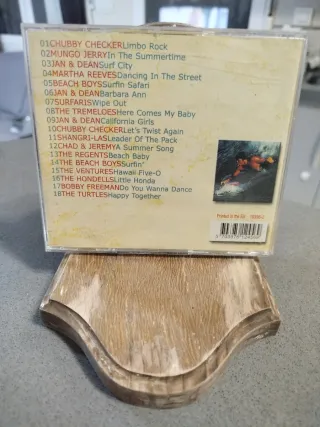 01CHUBBY CHECKERLimbo Rock
02MUNGO JERRYIn The Summertime
03JAN & DEANSurf City
04MARTHA REEVESDancing In The Street
05BEACH BOYSSurfin Safari
06JAN & DEANBarbara Ann
07SURFARISWipe Out
08THE TREMELOESHere Comes My Baby
09JAN & DEANCalifornia Girls
10CHUBBY CHECKERLet's Twist Again
11SHANGRI-LASLeader Of The Pack
12CHAD & JEREMYA Summer Song
13THE REGENTSBeach Baby
14THE BEACH BOYSSurfin'
15THE VENTURESHawaii Five-O
16THE HONDELLSLittle Honda
17BOBBY FREEMANDo You Wanna Dance
18THE TURTLESHappy Together